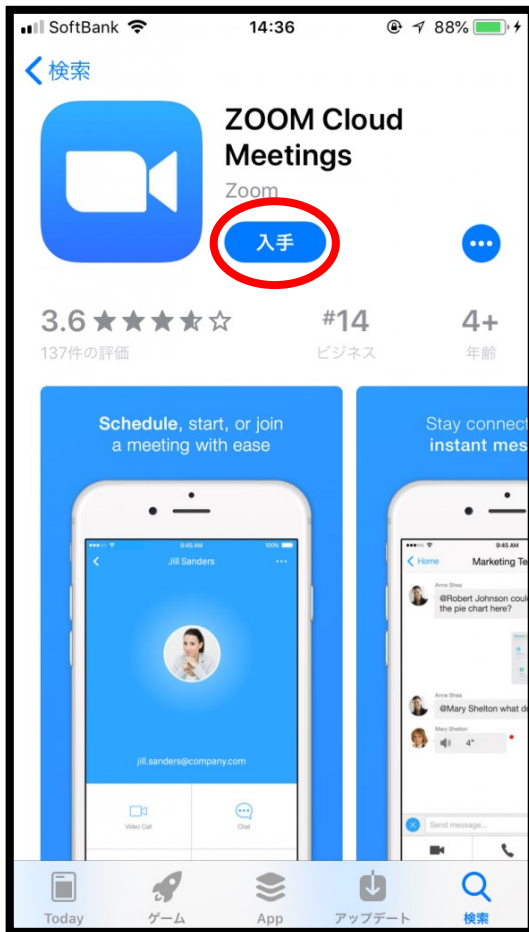 SoftBank 14:36 88%
検索
ZOOM Cloud
Meetings
Zoom
入手
3.6 #14 4+
137件の評価 ビジネス 年齢
Schedule, start, or join
a meeting with ease
9:45 AM 100%
Jill Sanders
jill.sanders@company.com
Video Call Chat
Stay connect
instant mes
9:45 AM
Home Marketing Te
Anne Shea
@Robert Johnson coul
the pie chart here?
Anne Shea
@Mary Shelton what d
Mary Shelton
4"
Send message...
Today ゲーム App アップデート 検索